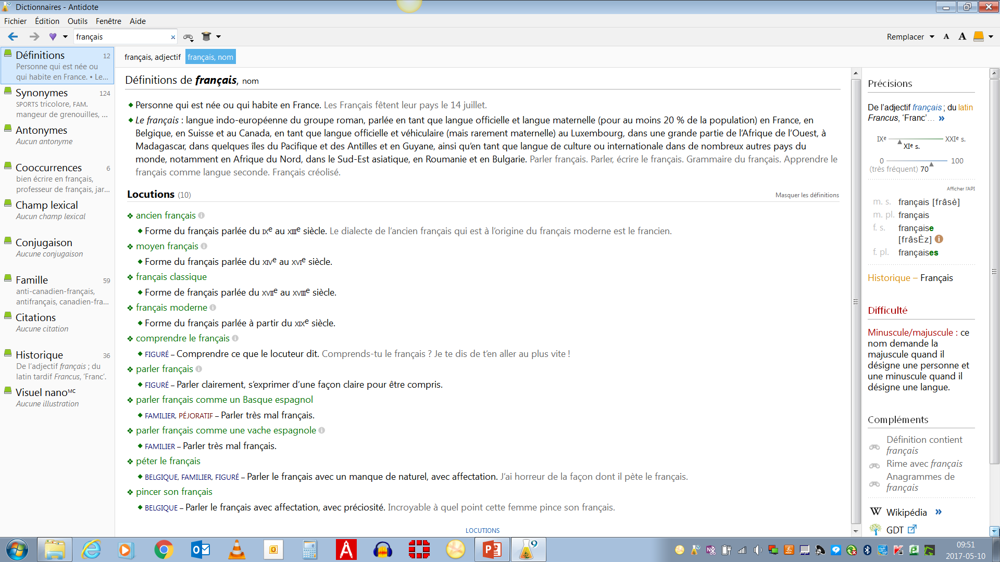 Dictionnaires - Antidote
Fichier Édition Outils Fenêtre Aide
français × Remplacer A A
Définitions 12
Personne qui est née ou
qui habite en France. • Le...
Synonymes 124
SPORTS tricolore, FAM.
mangeur de grenouilles, ...
Antonymes
Aucun antonyme
Cooccurrences 6
bien écrire en français,
professeur de français, jar...
Champ lexical
Aucun champ lexical
Conjugaison
Aucune conjugaison
Famille 59
anti-canadien-français,
antifrançais, canadien-fra...
Citations
Aucune citation
Historique 36
De l'adjectif français ; du
latin tardif Francus, ‘Franc’.
Visuel nanoᴹᶜ
Aucune illustration
français, adjectif français, nom
Définitions de français, nom
Personne qui est née ou qui habite en France. Les Français fêtent leur pays le 14 juillet.
Le français : langue indo-européenne du groupe roman, parlée en tant que langue officielle et langue maternelle (pour au moins 20 % de la population) en France, en
Belgique, en Suisse et au Canada, en tant que langue officielle et véhiculaire (mais rarement maternelle) au Luxembourg, dans une grande partie de l’Afrique de l’Ouest, à
Madagascar, dans quelques îles du Pacifique et des Antilles et en Guyane, ainsi qu’en tant que langue de culture ou internationale dans de nombreux autres pays du
monde, notamment en Afrique du Nord, dans le Sud-Est asiatique, en Roumanie et en Bulgarie. Parler français. Parler, écrire le français. Grammaire du français. Apprendre le
français comme langue seconde. Français créolisé.
Locutions (10) Masquer les définitions
ancien français
Forme du français parlée du IXe au XIIIe siècle. Le dialecte de l’ancien français qui est à l’origine du français moderne est le francien.
moyen français
Forme du français parlée du XIVe au XVIe siècle.
français classique
Forme de français parlée du XVIIe au XVIIIe siècle.
français moderne
Forme du français parlée à partir du XIXe siècle.
comprendre le français
FIGURÉ – Comprendre ce que le locuteur dit. Comprends-tu le français ? Je te dis de t’en aller au plus vite !
parler français
FIGURÉ – Parler clairement, s’exprimer d’une façon claire pour être compris.
parler français comme un Basque espagnol
FAMILIER, PÉJORATIF – Parler très mal français.
parler français comme une vache espagnole
FAMILIER – Parler très mal français.
péter le français
BELGIQUE, FAMILIER, FIGURÉ – Parler le français avec un manque de naturel, avec affectation. J’ai horreur de la façon dont il pète le français.
pincer son français
BELGIQUE – Parler le français avec affectation, avec préciosité. Incroyable à quel point cette femme pince son français.
LOCUTIONS
Précisions
De l’adjectif français ; du latin
Francus, ‘Franc’... »
IXe XXIe s.
XIe s.
0 100
(très fréquent) 70
Afficher l’API
m. s. français [frâsè]
m. pl. français
f. s. française
[frâsÈz]
f. pl. françaises
Historique – Français
Difficulté
Minuscule/majuscule : ce
nom demande la
majuscule quand il
désigne une personne et
une minuscule quand il
désigne une langue.
Compléments
Définition contient
français
Rime avec français
Anagrammes de
français
W Wikipédia »
GDT
09:51
2017-05-10